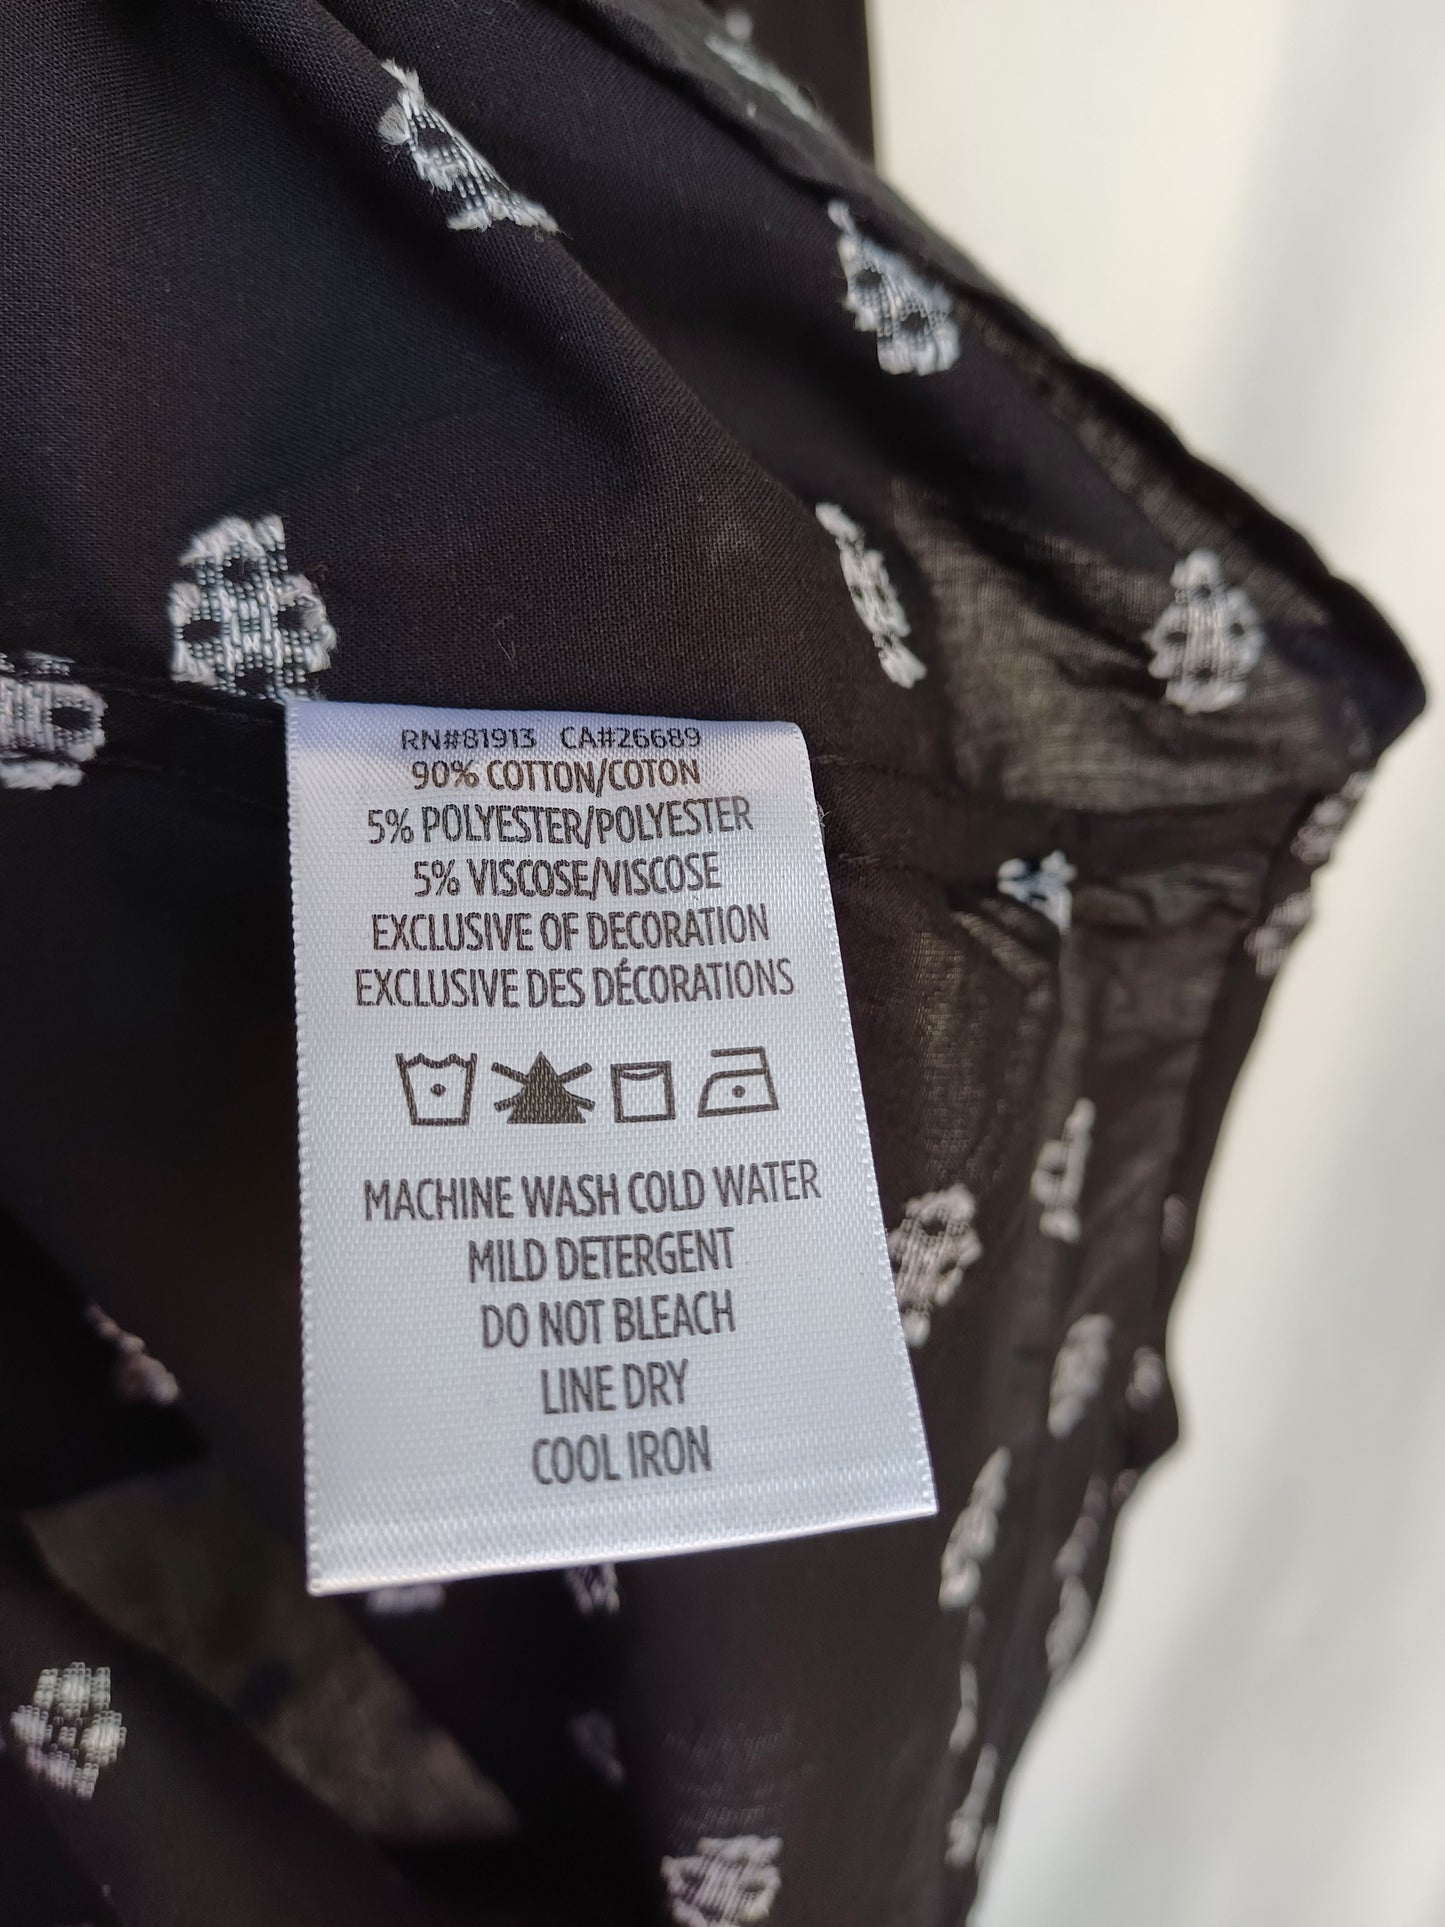 RN#81913 CA#26689
90% COTTON/COTON
5% POLYESTER/POLYESTER
5% VISCOSE/VISCOSE
EXCLUSIVE OF DECORATION
EXCLUSIVE DES DÉCORATIONS
MACHINE WASH COLD WATER
MILD DETERGENT
DO NOT BLEACH
LINE DRY
COOL IRON